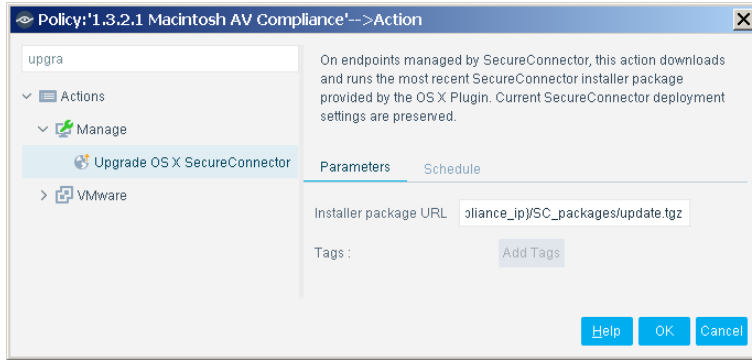 Policy:'1.3.2.1 Macintosh AV Compliance'-->Action
upgra
Actions
Manage
Upgrade OS X SecureConnector
VMware
On endpoints managed by SecureConnector, this action downloads
and runs the most recent SecureConnector installer package
provided by the OS X Plugin. Current SecureConnector deployment
settings are preserved.
Parameters Schedule
Installer package URL pliance_ip)/SC_packages/update.tgz
Tags : Add Tags
Help OK Cancel